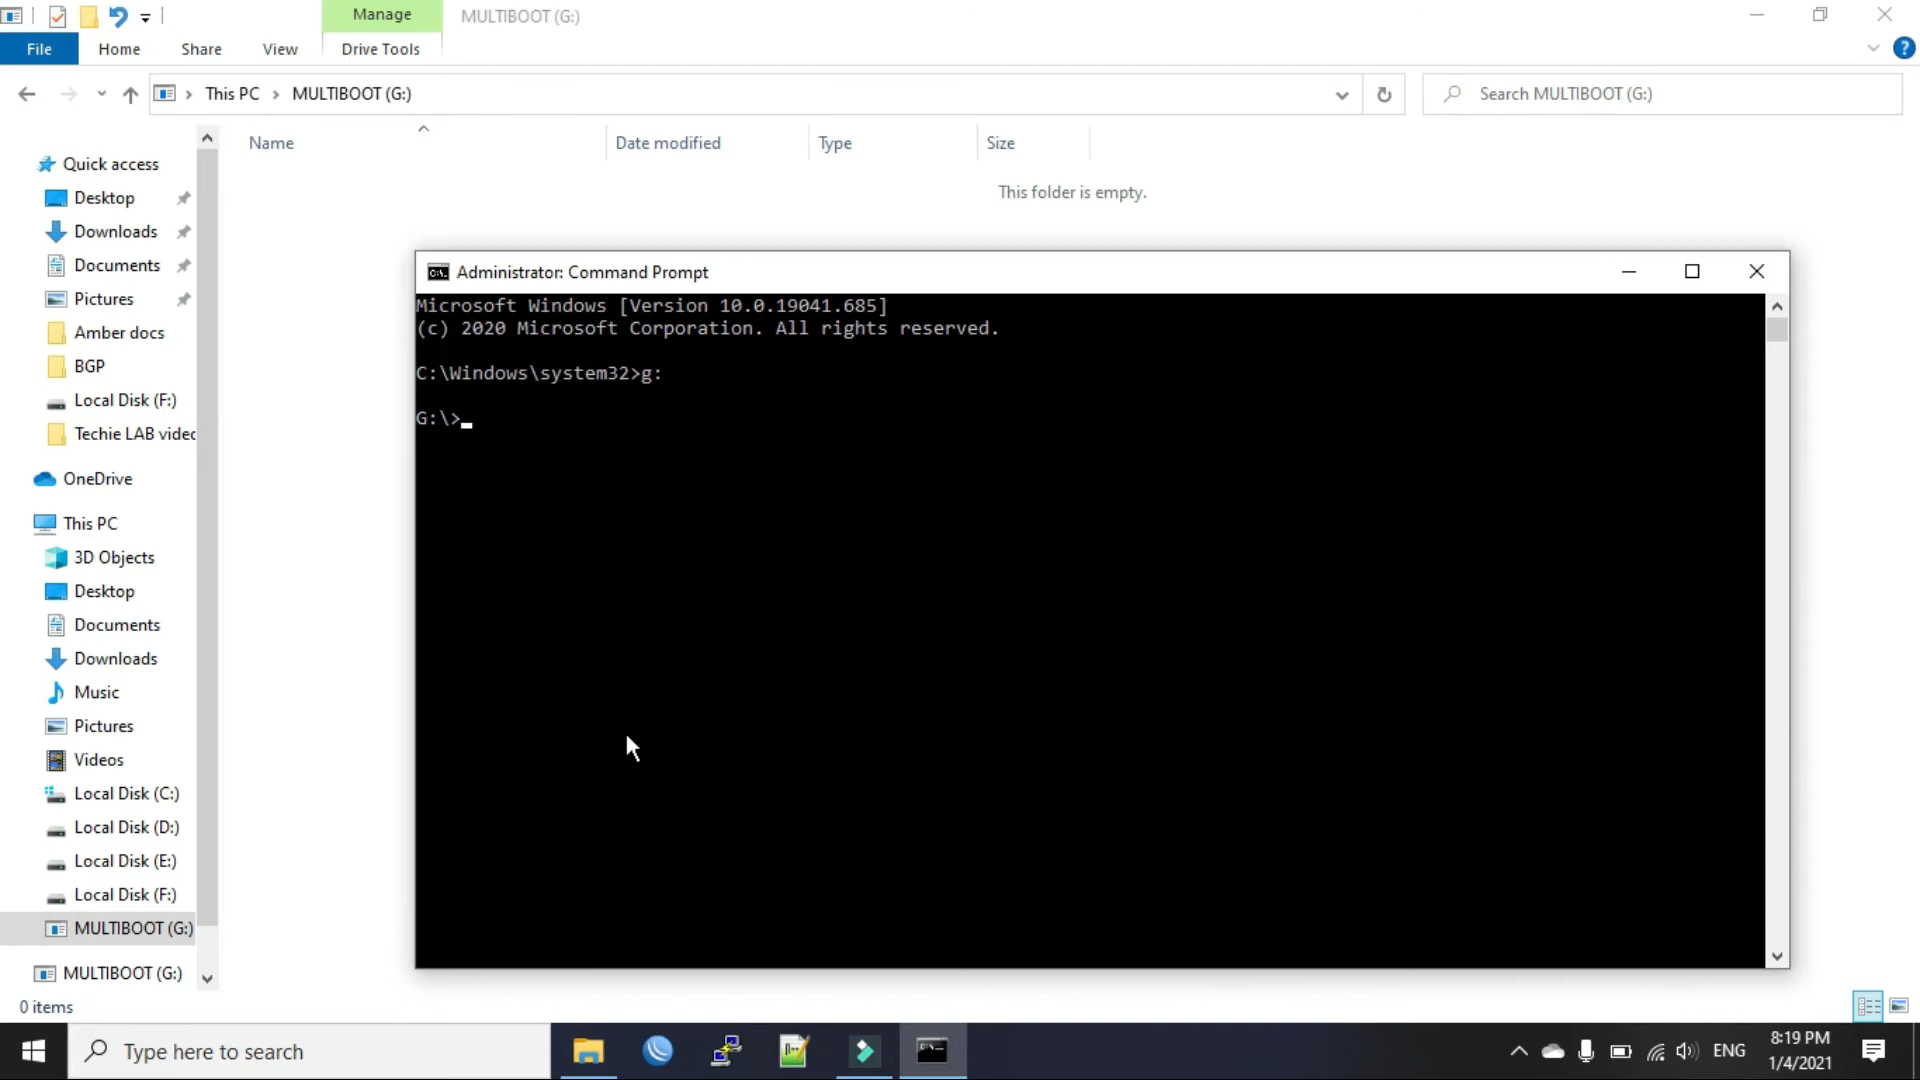 Manage
MULTIBOOT (G:)
File
Home
Share
View
Drive Tools
This PC
MULTIBOOT (G:)
Search MULTIBOOT (G:)
Name
Date modified
Type
Size
This folder is empty.
Quick access
Desktop
Downloads
Documents
Pictures
Amber docs
BGP
Local Disk (F:)
Techie LAB videc
OneDrive
This PC
3D Objects
Desktop
Documents
Downloads
Music
Pictures
Videos
Local Disk (C:)
Local Disk (D:)
Local Disk (E:)
Local Disk (F:)
MULTIBOOT (G:)
MULTIBOOT (G:)
0 items
Administrator: Command Prompt
Microsoft Windows [Version 10.0.19041.685]
(c) 2020 Microsoft Corporation. All rights reserved.
C:\Windows\system32>g:
G:\>
Type here to search
ENG
8:19 PM
1/4/2021